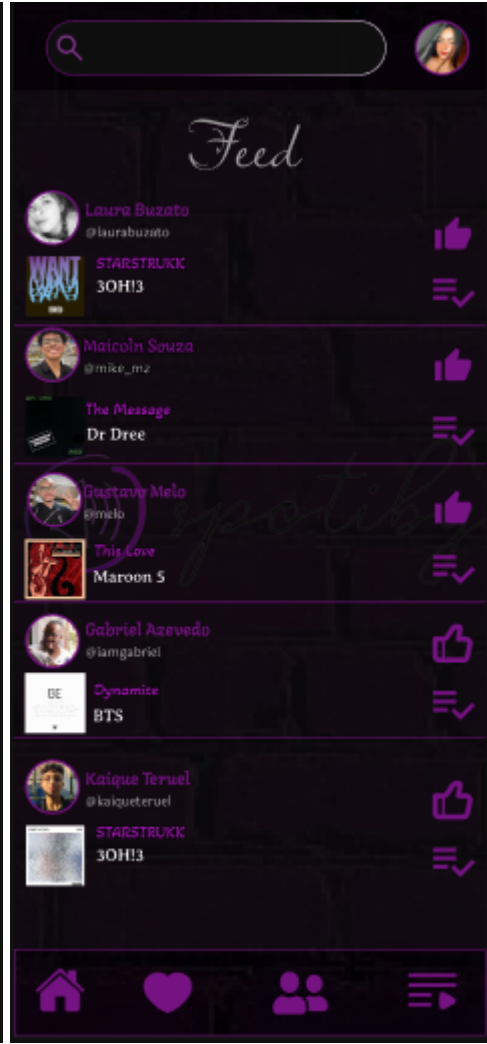 Feed
Laura Buzato
@laurabuzato
WANT
STARSTRUKK
3OH!3
Maicoln Souza
@mike_mz
The Message
Dr Dree
spotiby
Gustavo Melo
@melo
This Love
Maroon 5
Gabriel Azevedo
@iamgabriel
BE
Dynamite
BTS
Kaique Teruel
@kaiqueteruel
STARSTRUKK
3OH!3